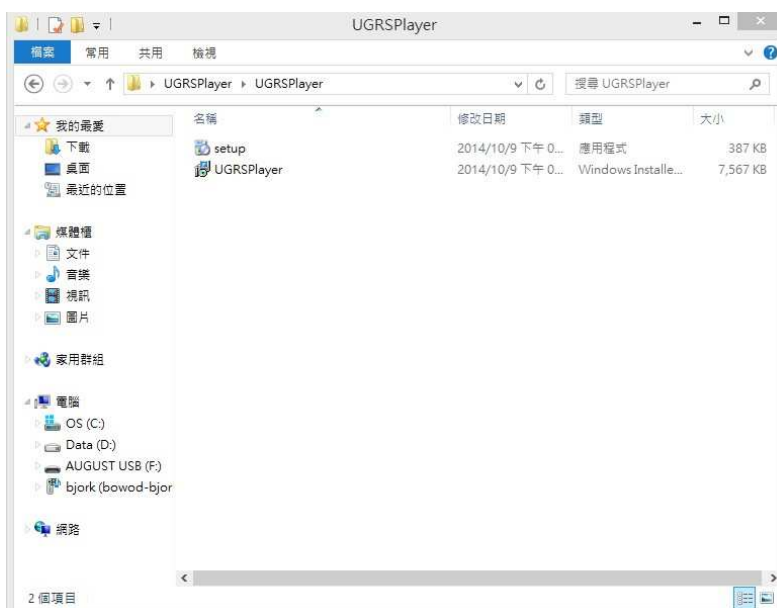 UGRSPlayer
檔案 常用 共用 檢視
UGRSPlayer UGRSPlayer 搜尋 UGRSPlayer
名稱 修改日期 類型 大小
setup 2014/10/9 下午 0... 應用程式 387 KB
UGRSPlayer 2014/10/9 下午 0... Windows Installe... 7,567 KB
我的最愛
下載
桌面
最近的位置
媒體櫃
文件
音樂
視訊
圖片
家用群組
電腦
OS (C:)
Data (D:)
AUGUST USB (F:)
bjork (bowod-bjor
網路
2 個項目